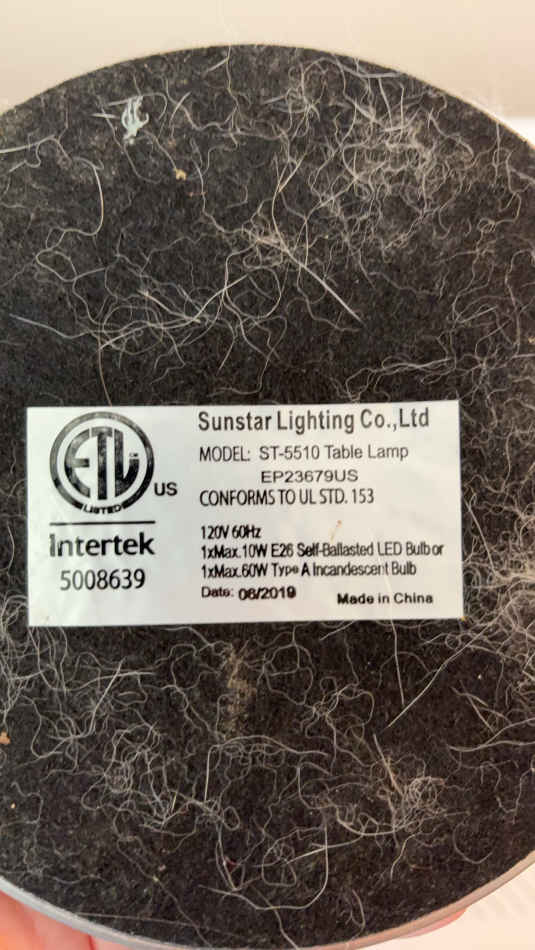 Sunstar Lighting Co.,Ltd
MODEL: ST-5510 Table Lamp
EP23679US
CONFORMS TO UL STD. 153
ETL
LISTED
US
Intertek
5008639
120V 60Hz
1xMax.10W E26 Self-Ballasted LED Bulb or
1xMax.60W Type A Incandescent Bulb
Date: 06/2019
Made in China